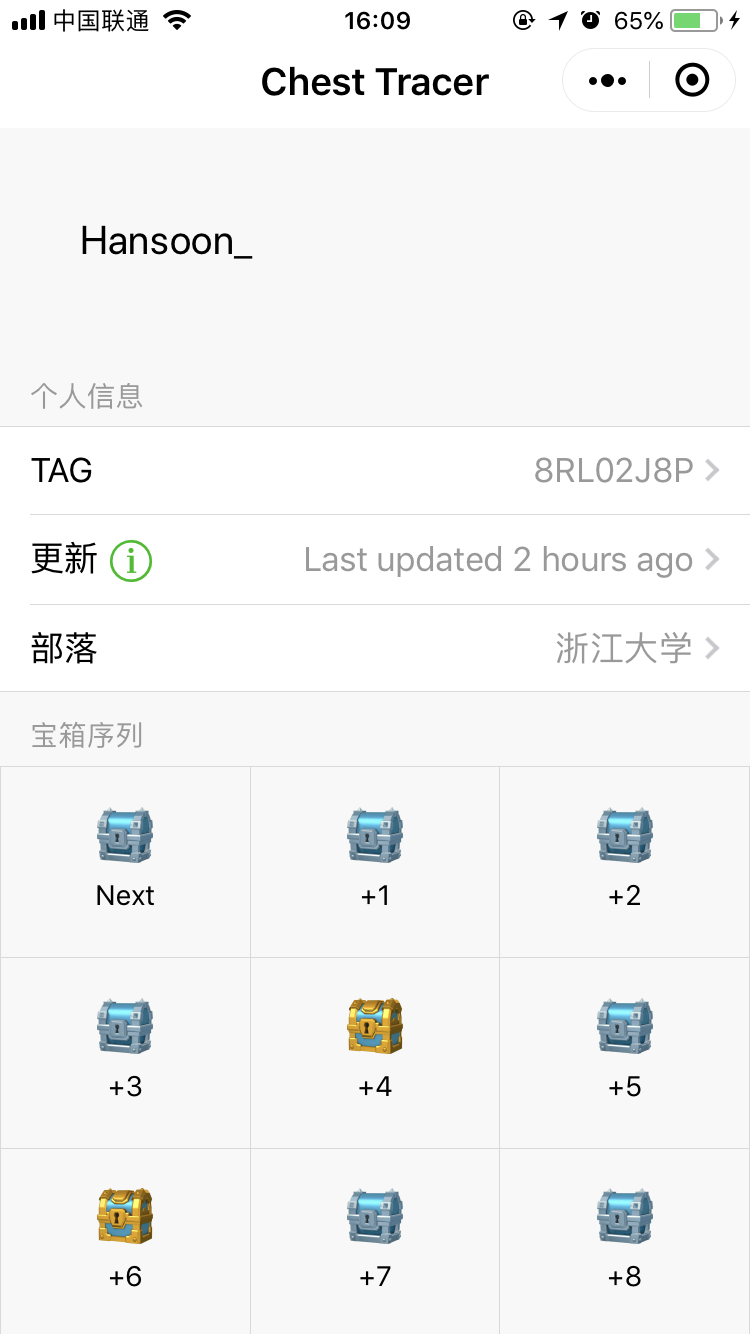 中国联通 16:09 65%
Chest Tracer
Hansoon_
个人信息
TAG 8RL02J8P
更新 i Last updated 2 hours ago
部落 浙江大学
宝箱序列
Next +1 +2
+3 +4 +5
+6 +7 +8